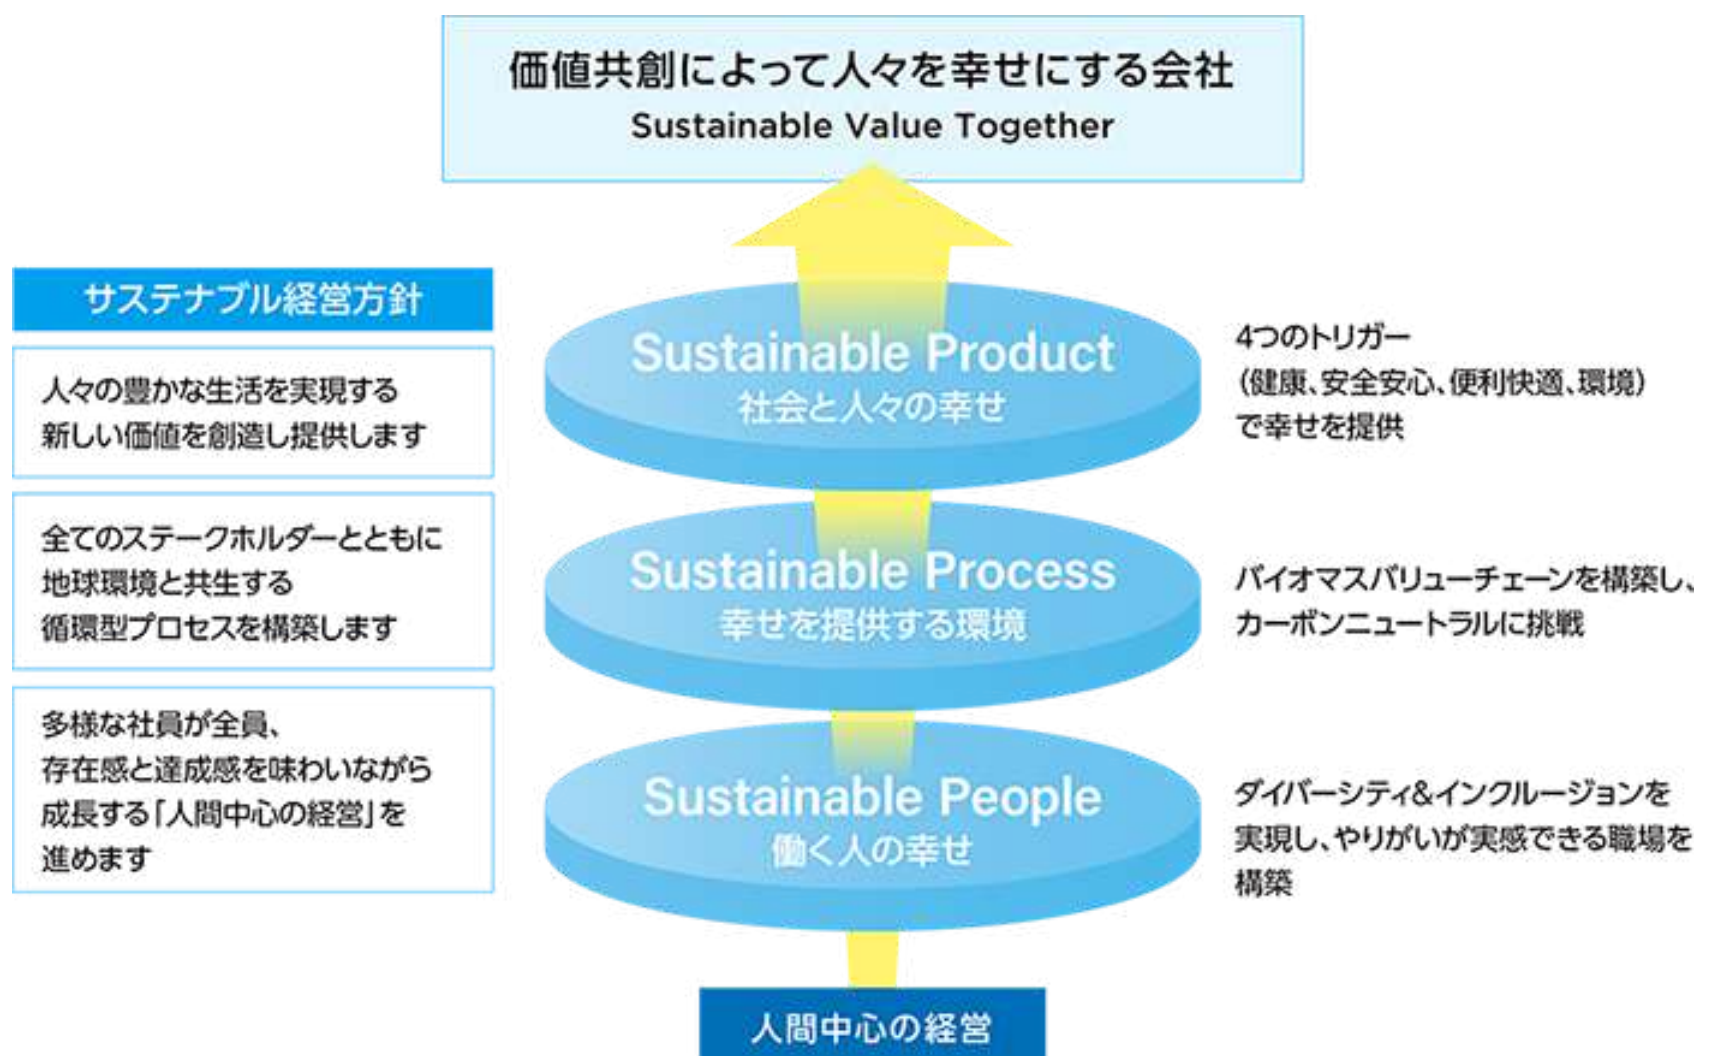 価値共創によって人々を幸せにする会社
Sustainable Value Together
サステナブル経営方針
人々の豊かな生活を実現する
新しい価値を創造し提供します
Sustainable Product
社会と人々の幸せ
4つのトリガー
(健康、安全安心、便利快適、環境)
で幸せを提供
全てのステークホルダーとともに
地球環境と共生する
循環型プロセスを構築します
Sustainable Process
幸せを提供する環境
バイオマスバリューチェーンを構築し、
カーボンニュートラルに挑戦
多様な社員が全員、
存在感と達成感を味わいながら
成長する「人間中心の経営」を
進めます
Sustainable People
働く人の幸せ
ダイバーシティ&インクルージョンを
実現し、やりがいが実感できる職場を
構築
人間中心の経営